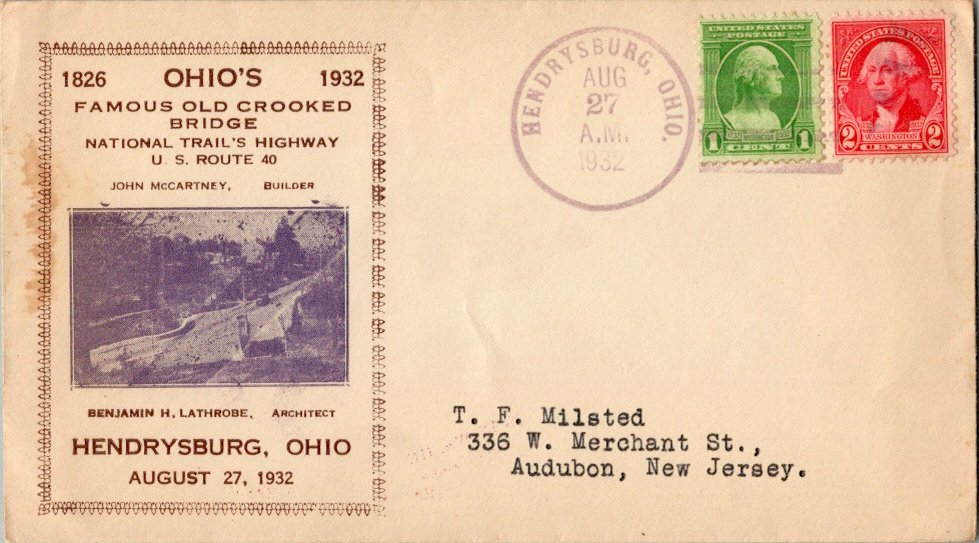 1826 OHIO'S 1932
FAMOUS OLD CROOKED
BRIDGE
NATIONAL TRAIL'S HIGHWAY
U. S. ROUTE 40
JOHN McCARTNEY, BUILDER
BENJAMIN H. LATHROBE, ARCHITECT
HENDRYSBURG, OHIO
AUGUST 27, 1932
HENDRYSBURG, OHIO.
AUG
27
A.M.
1932
UNITED STATES
POSTAGE
1 CENT 1
UNITED STATES POSTAGE
WASHINGTON
2 CENTS 2
T. F. Milsted
336 W. Merchant St.,
Audubon, New Jersey.